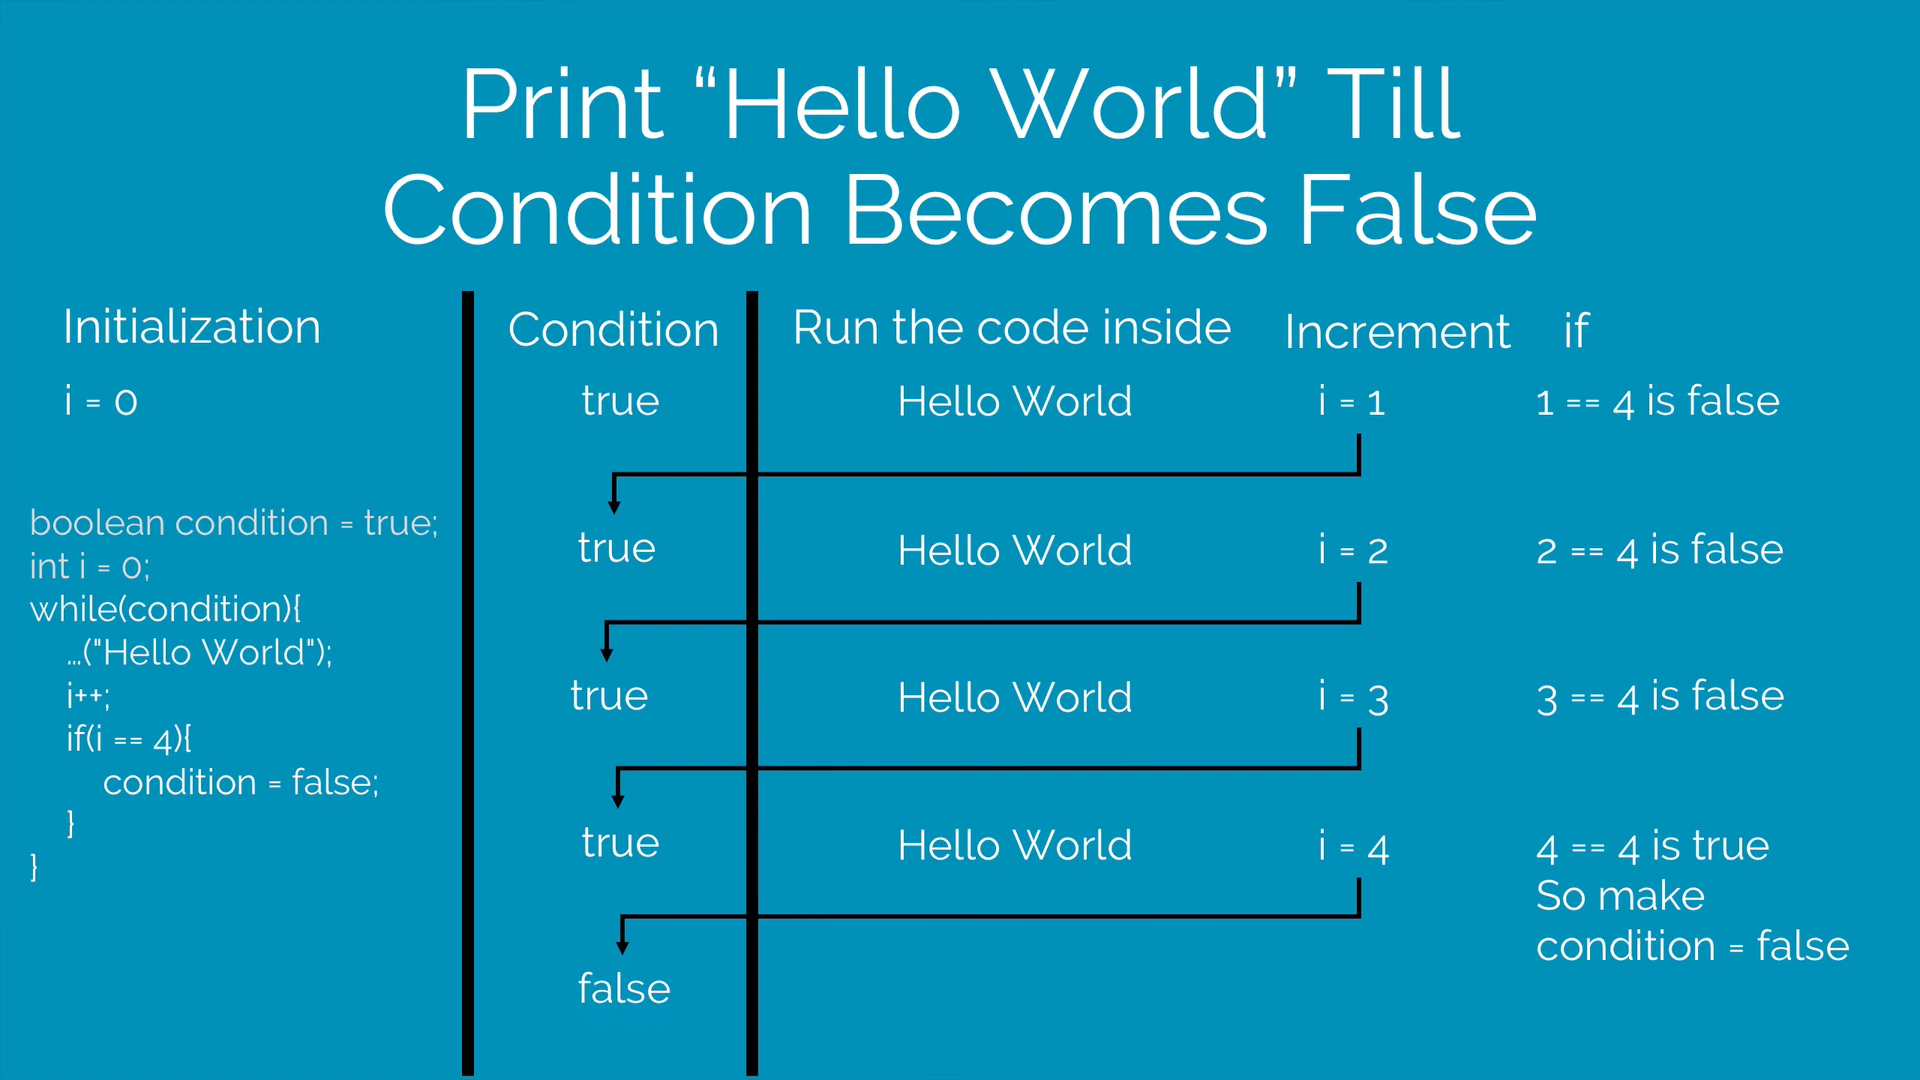 Print “Hello World” Till
Condition Becomes False
Initialization Condition Run the code inside Increment if
i = 0 true Hello World i = 1 1 == 4 is false
boolean condition = true;
int i = 0;
while(condition){
…("Hello World");
i++;
if(i == 4){
condition = false;
}
}
true Hello World i = 2 2 == 4 is false
true Hello World i = 3 3 == 4 is false
true Hello World i = 4 4 == 4 is true
So make
condition = false
false